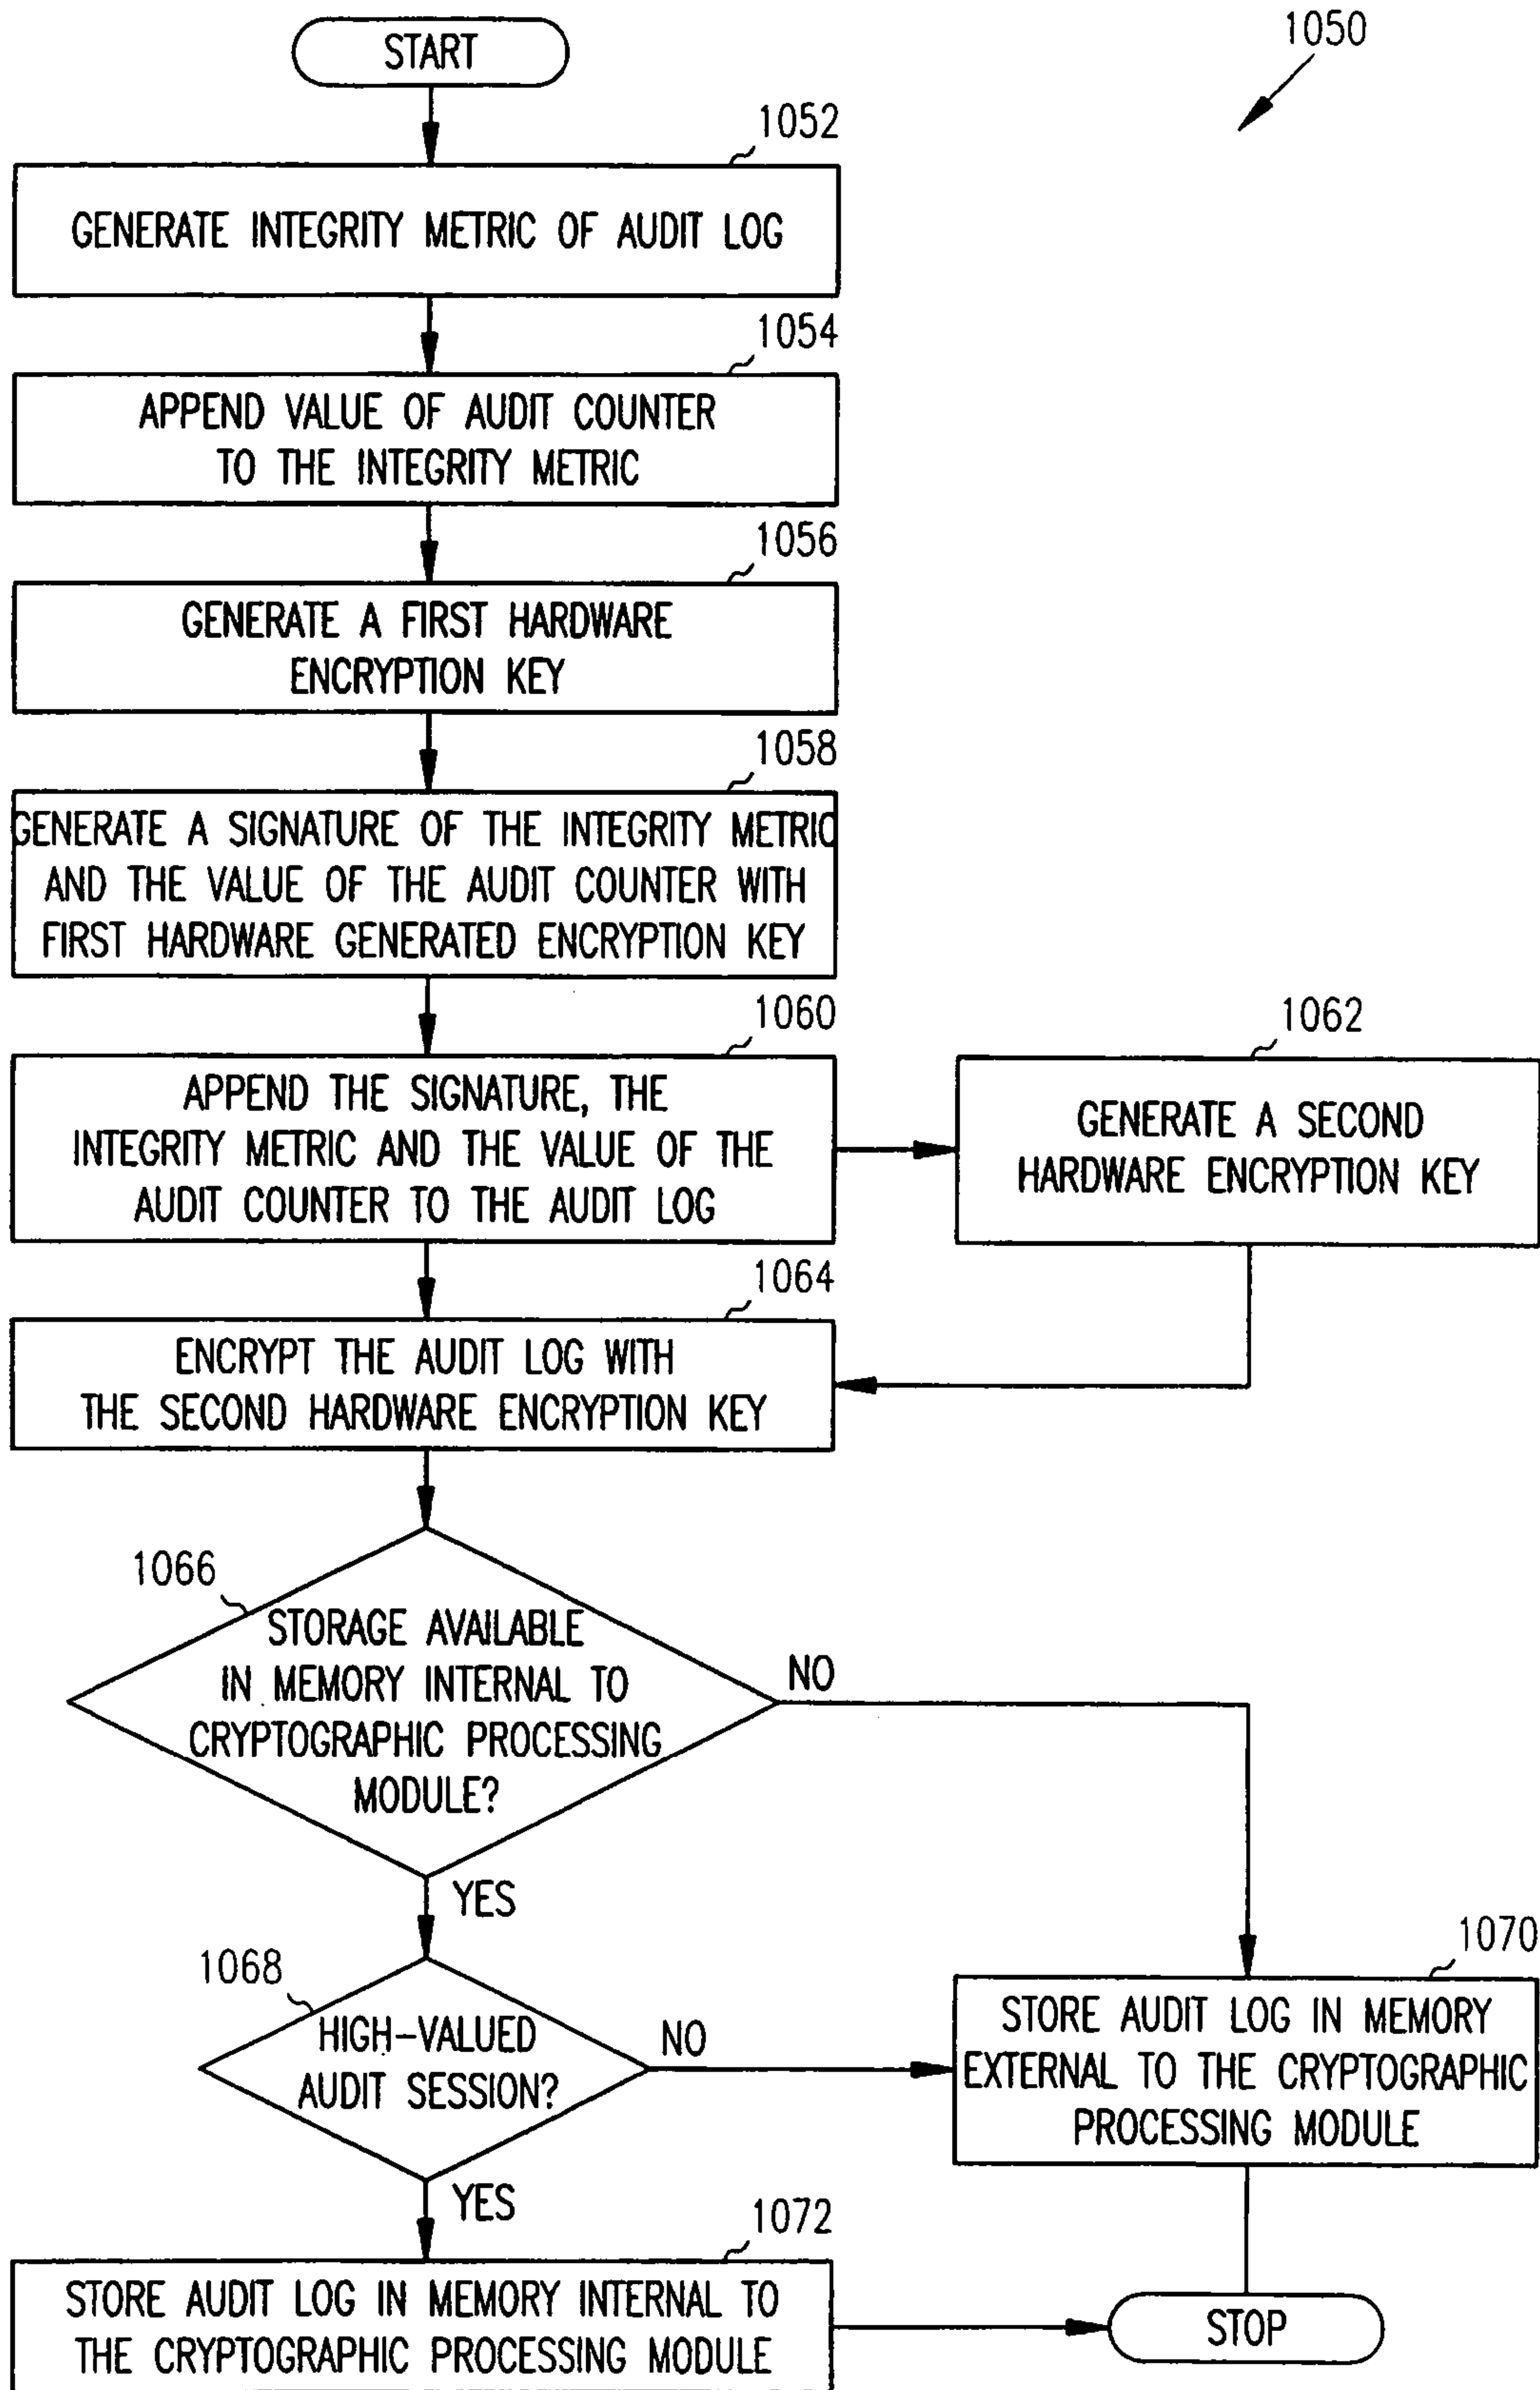 START
1050
1052
GENERATE INTEGRITY METRIC OF AUDIT LOG
1054
APPEND VALUE OF AUDIT COUNTER
TO THE INTEGRITY METRIC
1056
GENERATE A FIRST HARDWARE
ENCRYPTION KEY
1058
GENERATE A SIGNATURE OF THE INTEGRITY METRIC
AND THE VALUE OF THE AUDIT COUNTER WITH
FIRST HARDWARE GENERATED ENCRYPTION KEY
1060
APPEND THE SIGNATURE, THE
INTEGRITY METRIC AND THE VALUE OF THE
AUDIT COUNTER TO THE AUDIT LOG
1062
GENERATE A SECOND
HARDWARE ENCRYPTION KEY
1064
ENCRYPT THE AUDIT LOG WITH
THE SECOND HARDWARE ENCRYPTION KEY
1066
STORAGE AVAILABLE
IN MEMORY INTERNAL TO
CRYPTOGRAPHIC PROCESSING
MODULE?
NO
YES
1068
HIGH-VALUED
AUDIT SESSION?
NO
YES
1070
STORE AUDIT LOG IN MEMORY
EXTERNAL TO THE CRYPTOGRAPHIC
PROCESSING MODULE
1072
STORE AUDIT LOG IN MEMORY INTERNAL TO
THE CRYPTOGRAPHIC PROCESSING MODULE
STOP